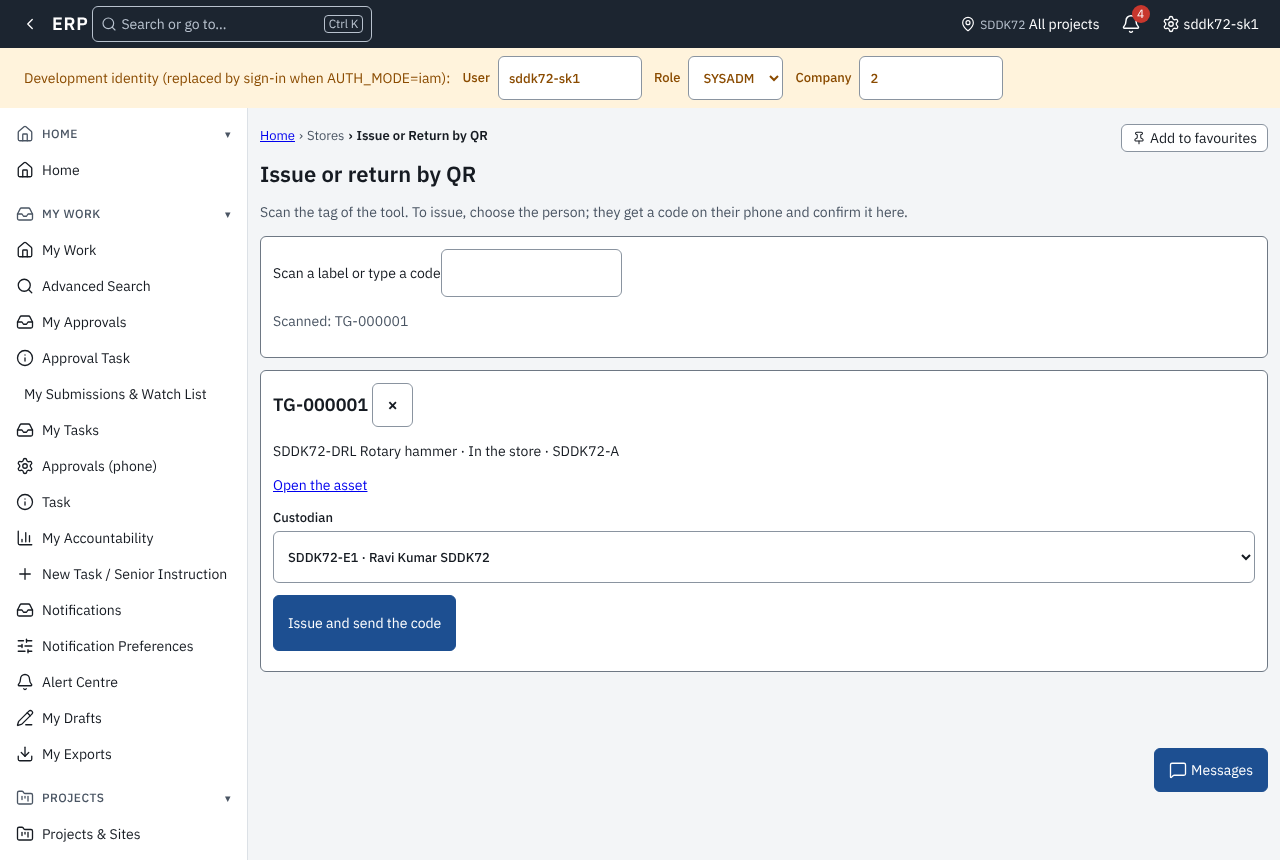 ERP
Search or go to...
Ctrl K
SDDK72 All projects
4
sddk72-sk1
Development identity (replaced by sign-in when AUTH_MODE=iam):
User
sddk72-sk1
Role
SYSADM
Company
2
HOME
Home
MY WORK
My Work
Advanced Search
My Approvals
Approval Task
My Submissions & Watch List
My Tasks
Approvals (phone)
Task
My Accountability
New Task / Senior Instruction
Notifications
Notification Preferences
Alert Centre
My Drafts
My Exports
PROJECTS
Projects & Sites
Home › Stores › Issue or Return by QR
Add to favourites
Issue or return by QR
Scan the tag of the tool. To issue, choose the person; they get a code on their phone and confirm it here.
Scan a label or type a code
Scanned: TG-000001
TG-000001 ×
SDDK72-DRL Rotary hammer · In the store · SDDK72-A
Open the asset
Custodian
SDDK72-E1 · Ravi Kumar SDDK72
Issue and send the code
Messages